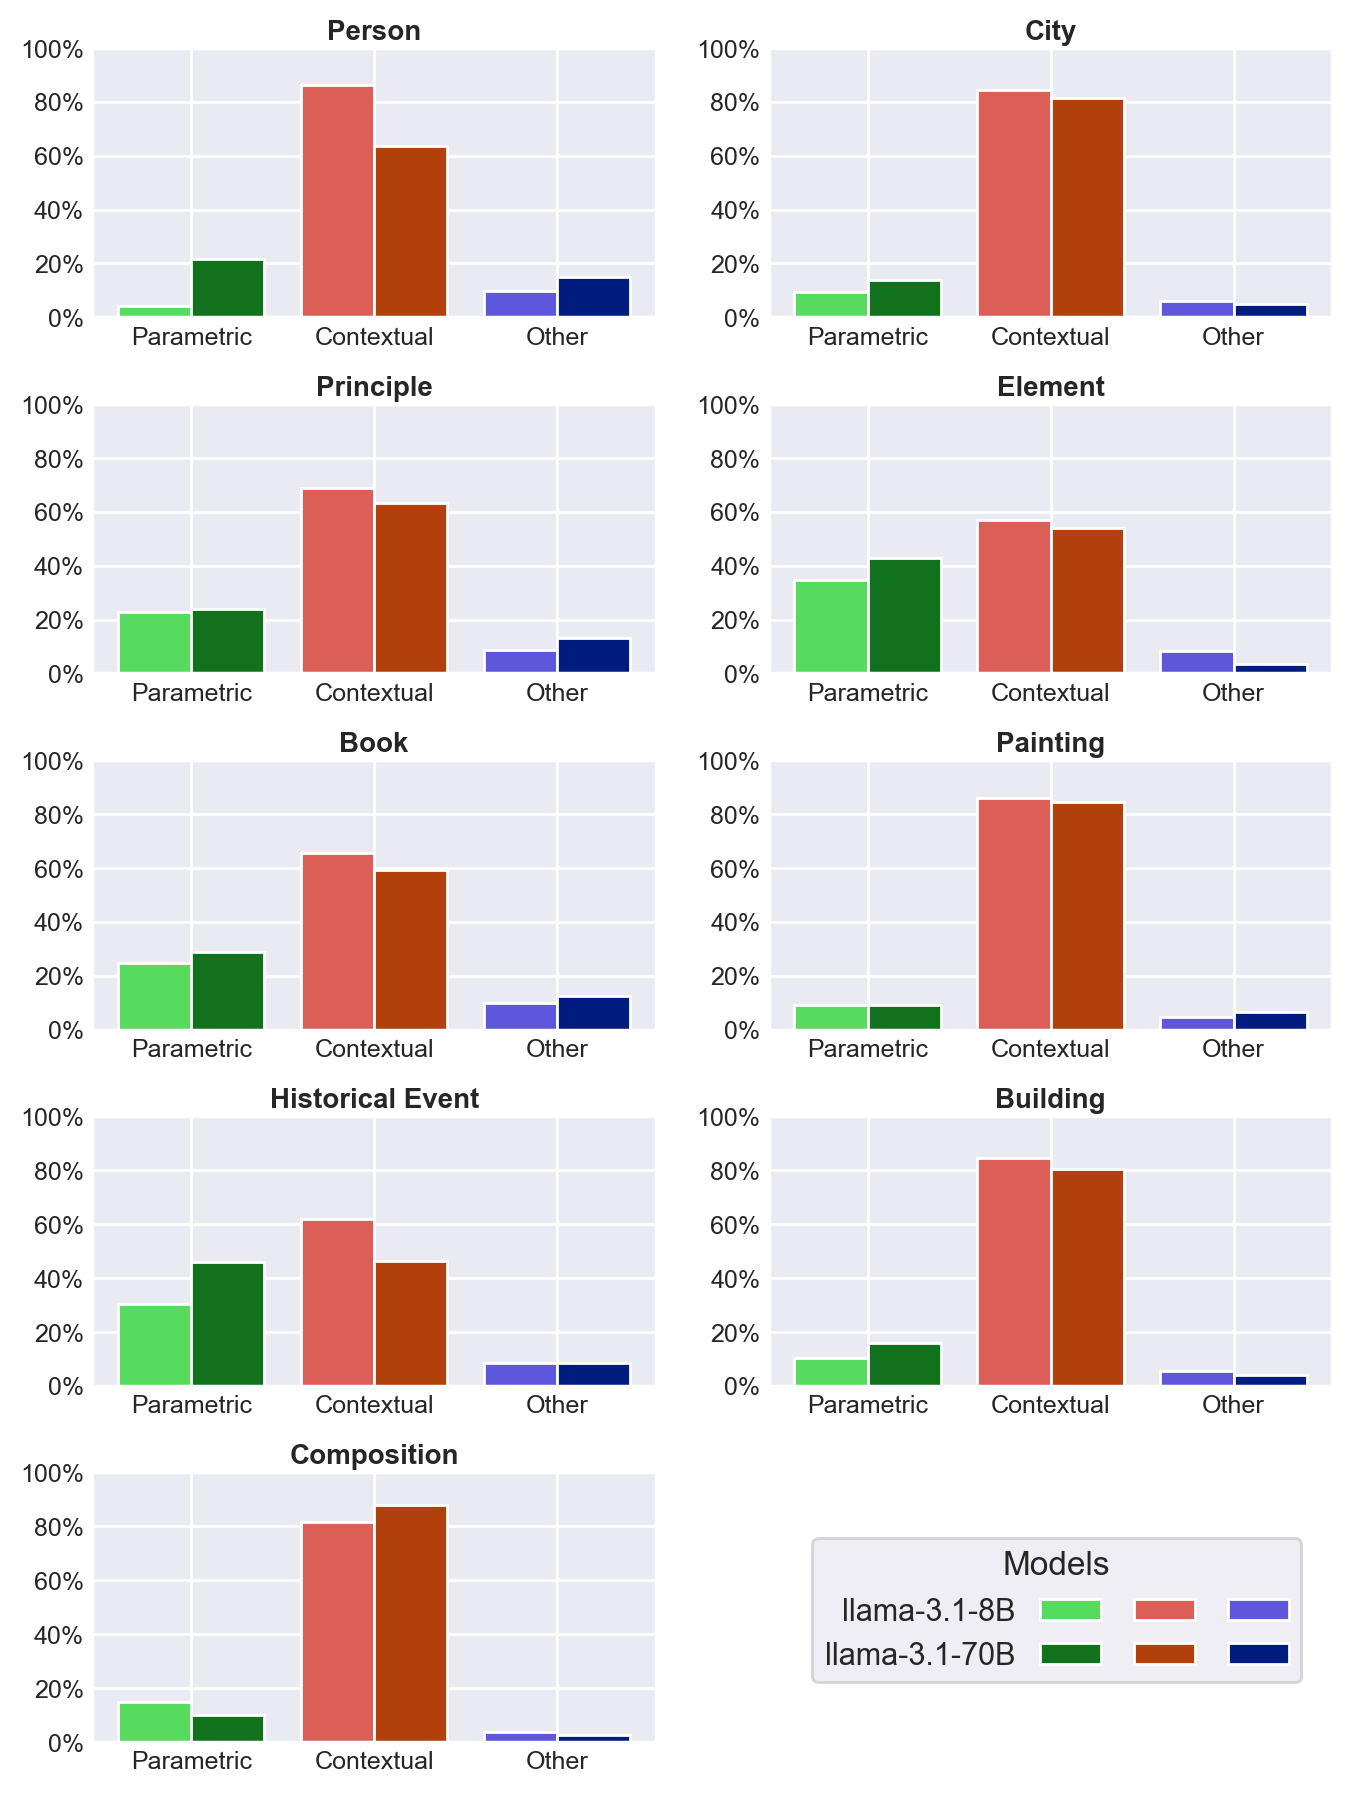 Person
100%
80%
60%
40%
20%
0%
Parametric Contextual Other
City
100%
80%
60%
40%
20%
0%
Parametric Contextual Other
Principle
100%
80%
60%
40%
20%
0%
Parametric Contextual Other
Element
100%
80%
60%
40%
20%
0%
Parametric Contextual Other
Book
100%
80%
60%
40%
20%
0%
Parametric Contextual Other
Painting
100%
80%
60%
40%
20%
0%
Parametric Contextual Other
Historical Event
100%
80%
60%
40%
20%
0%
Parametric Contextual Other
Building
100%
80%
60%
40%
20%
0%
Parametric Contextual Other
Composition
100%
80%
60%
40%
20%
0%
Parametric Contextual Other
Models
llama-3.1-8B
llama-3.1-70B